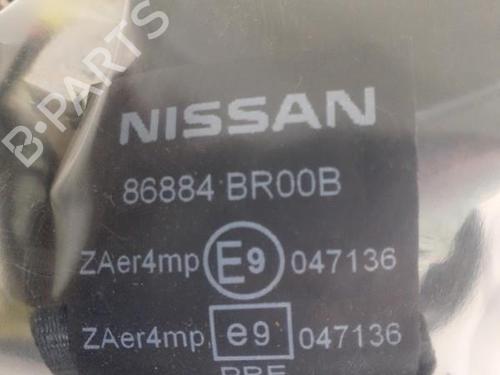 B-PARTS
NISSAN
86884 BR00B
ZAer4mp E9 047136
ZAer4mp e9 047136